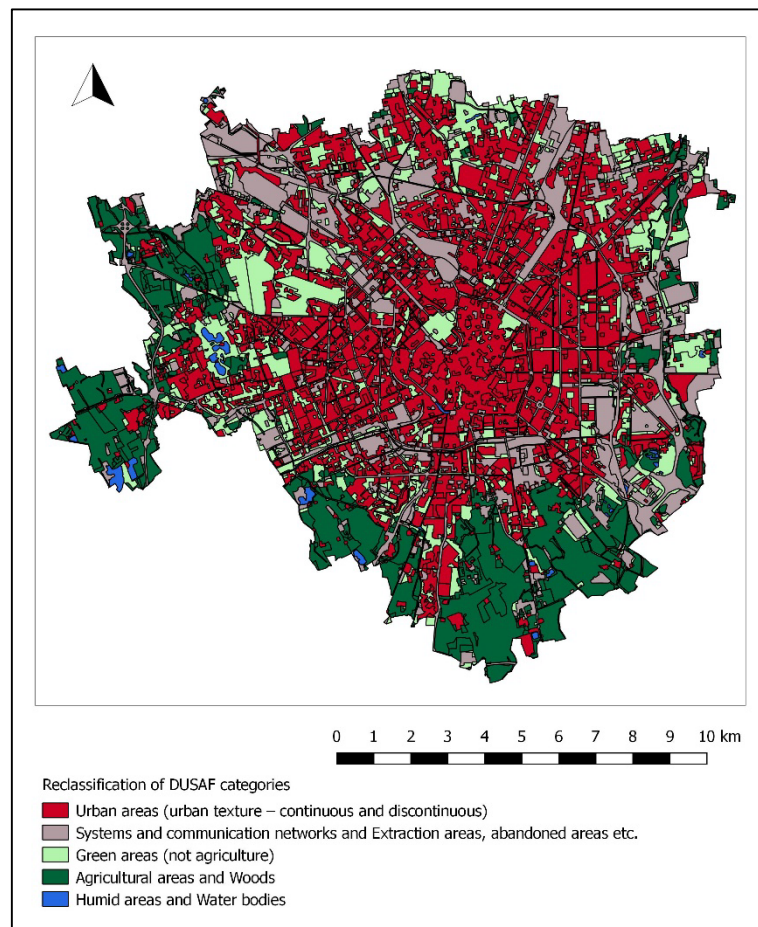 0 1 2 3 4 5 6 7 8 9 10 km
Reclassification of DUSAF categories
Urban areas (urban texture – continuous and discontinuous)
Systems and communication networks and Extraction areas, abandoned areas etc.
Green areas (not agriculture)
Agricultural areas and Woods
Humid areas and Water bodies